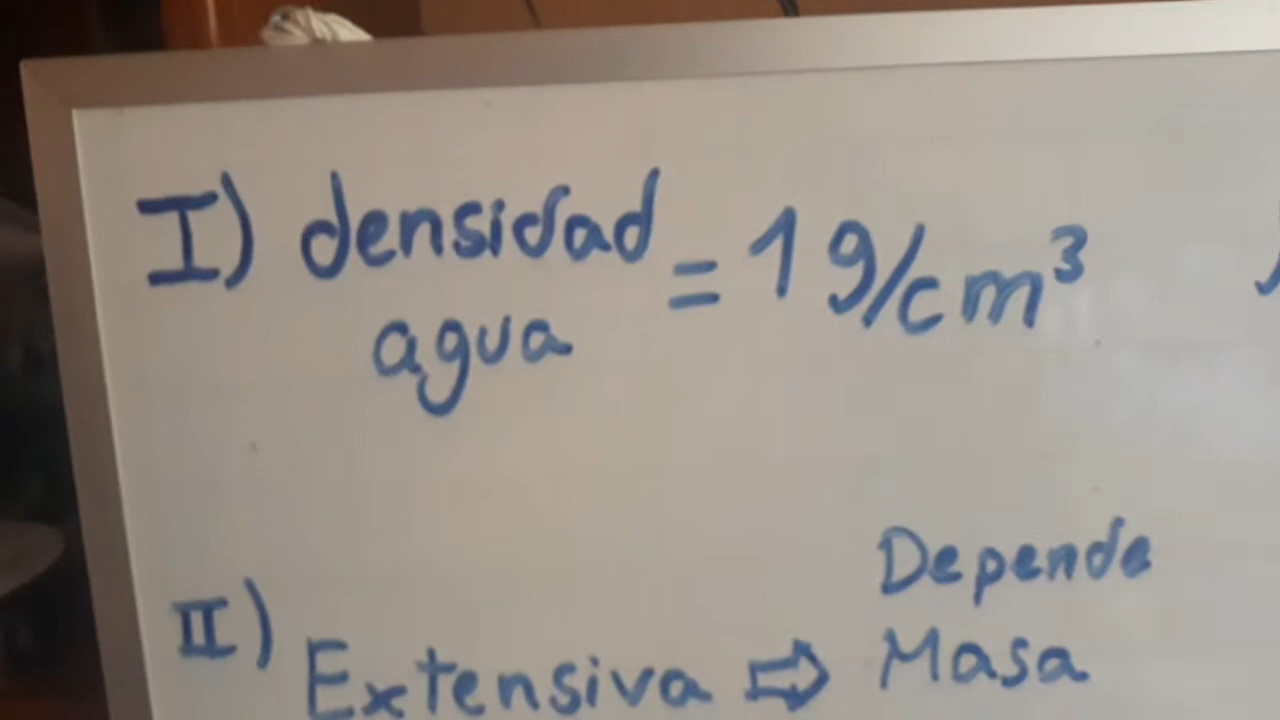 I) densidad = 1 g/cm³
agua
Depende
II) Extensiva ⇨ Masa